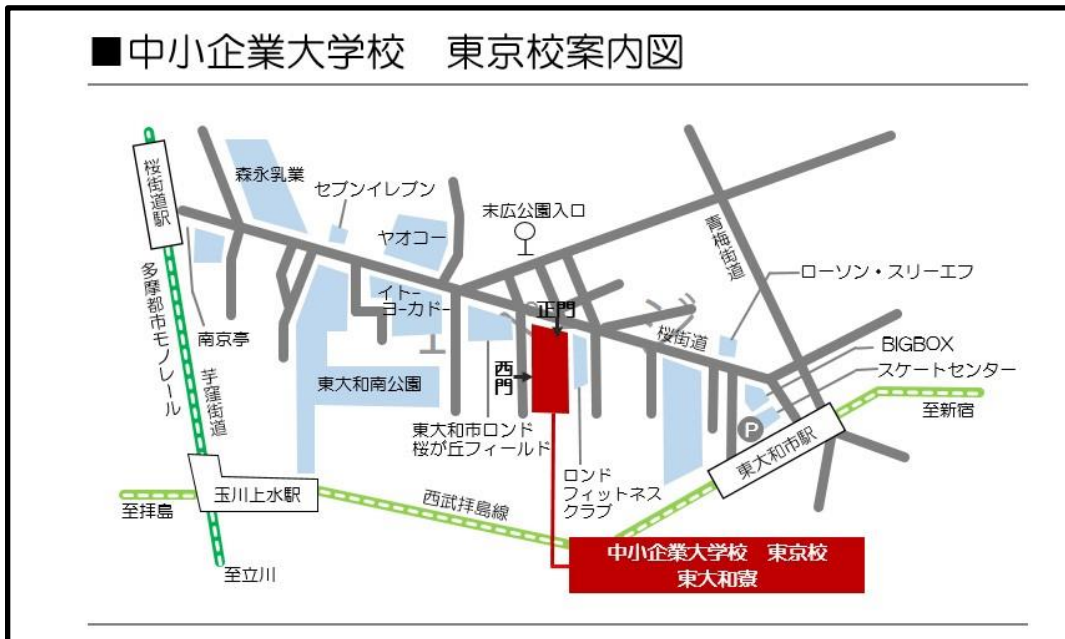 ■中小企業大学校　東京校案内図
桜街道駅
森永乳業
セブンイレブン
ヤオコー
末広公園入口
青梅街道
ローソン・スリーエフ
多摩都市モノレール
南京亭
芋窪街道
イトー
ヨーカドー
正門
桜街道
BIGBOX
スケートセンター
西門
東大和南公園
至新宿
P
東大和市ロンド
桜が丘フィールド
東大和市駅
ロンド
フィットネス
クラブ
玉川上水駅
西武拝島線
至拝島
至立川
中小企業大学校　東京校
東大和寮